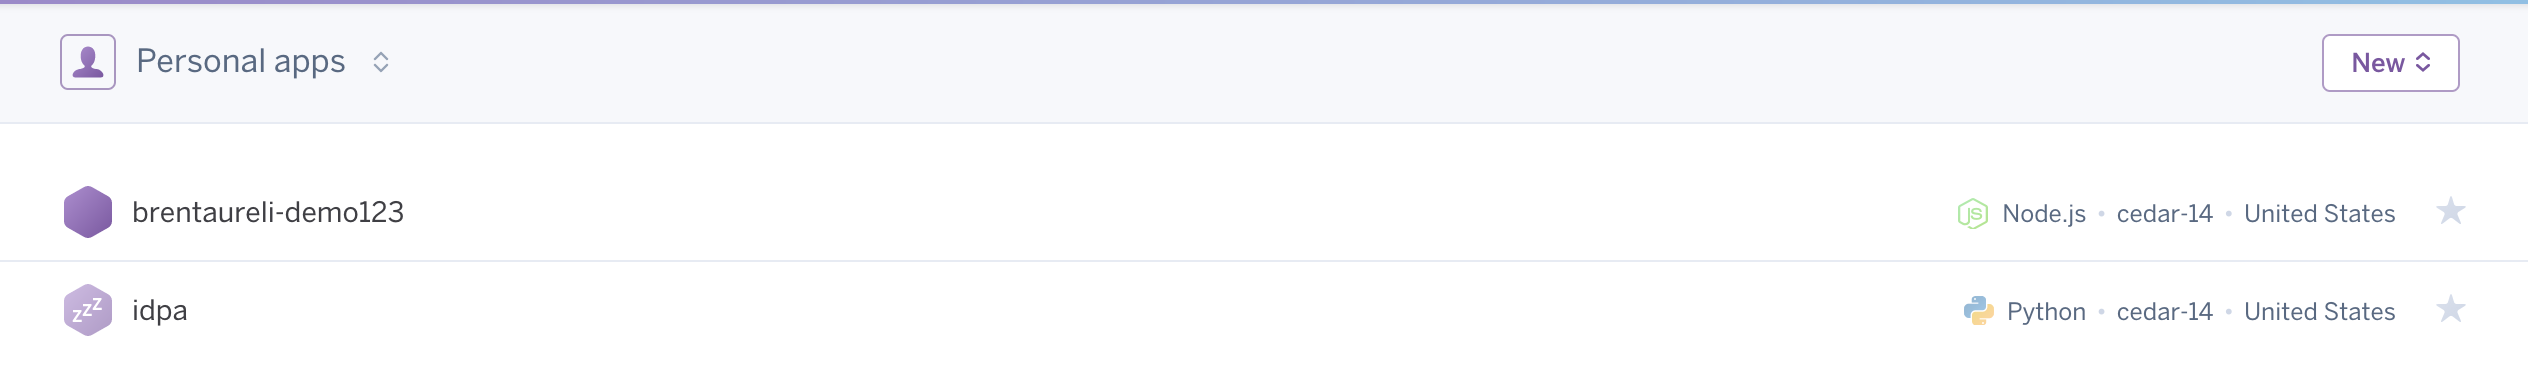 Personal apps
New
brentaureli-demo123
JS Node.js • cedar-14 • United States
zzz idpa
Python • cedar-14 • United States